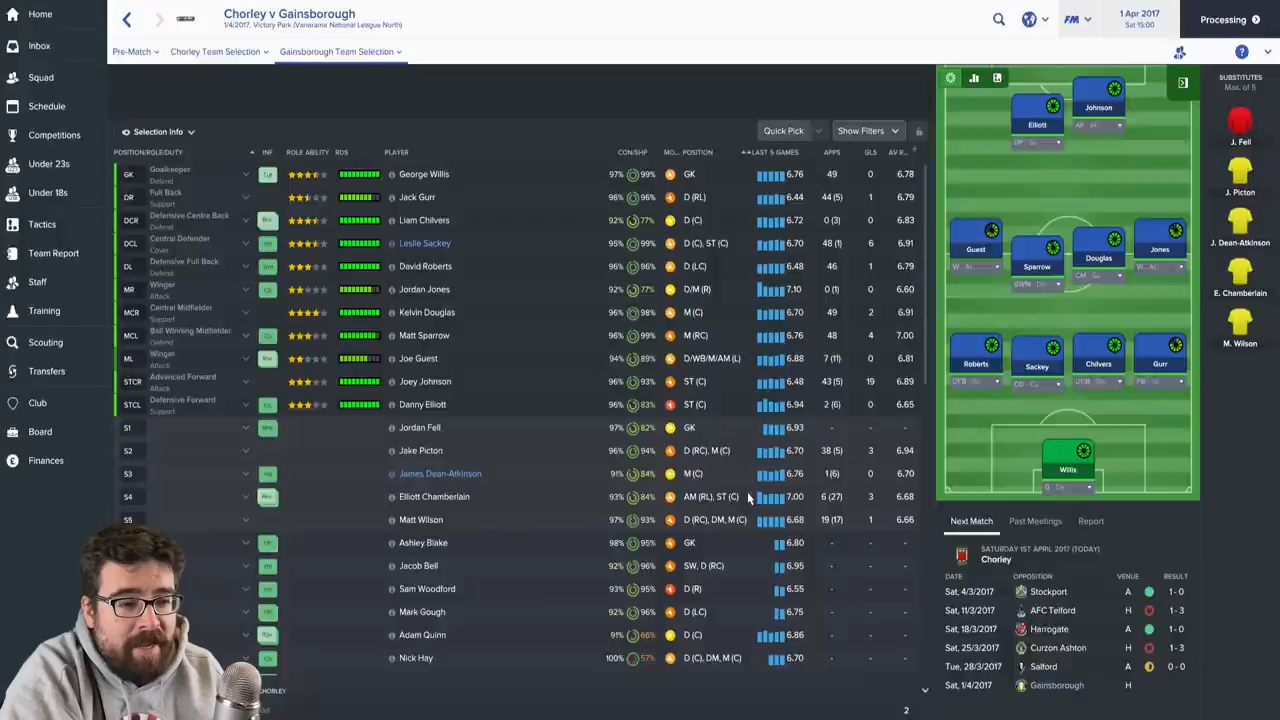 Home
Inbox
Squad
Schedule
Competitions
Under 23s
Under 18s
Tactics
Team Report
Staff
Training
Scouting
Transfers
Club
Board
Finances
Chorley v Gainsborough
1/4/2017, Victory Park (Vanarama National League North)
FM
1 Apr 2017
Sat 15:00
Processing
Pre-Match
Chorley Team Selection
Gainsborough Team Selection
?
Selection Info
Quick Pick
Show Filters
POSITION/ROLE/DUTY INF ROLE ABILITY RDS PLAYER CON/SHP MO... POSITION LAST 5 GAMES APPS GLS AV R...
GK Goalkeeper Defend George Willis 97% 99% GK 6.76 49 0 6.78
DR Full Back Support Jack Gurr 96% 96% D (RL) 6.44 44 (5) 1 6.79
DCR Defensive Centre Back Defend Liam Chilvers 92% 77% D (C) 6.72 0 (3) 0 6.83
DCL Central Defender Cover Leslie Sackey 95% 99% D (C), ST (C) 6.70 48 (1) 6 6.91
DL Defensive Full Back Defend Wnt David Roberts 96% 96% D (LC) 6.48 46 1 6.79
MR Winger Attack Jordan Jones 92% 77% D/M (R) 7.10 0 (1) 0 6.60
MCR Central Midfielder Support Kelvin Douglas 96% 98% M (C) 6.70 49 2 6.91
MCL Ball Winning Midfielder Defend Matt Sparrow 96% 99% M (RC) 6.76 48 4 7.00
ML Winger Attack Joe Guest 94% 89% D/WB/M/AM (L) 6.88 7 (11) 0 6.81
STCR Advanced Forward Attack Joey Johnson 96% 93% ST (C) 6.48 43 (5) 19 6.89
STCL Defensive Forward Support Danny Elliott 96% 83% ST (C) 6.94 2 (6) 0 6.65
S1 Jordan Fell 97% 82% GK 6.93 - - -
S2 Jake Picton 96% 94% D (RC), M (C) 6.70 38 (5) 3 6.94
S3 James Dean-Atkinson 91% 84% M (C) 6.76 1 (6) 0 6.70
S4 Elliott Chamberlain 93% 84% AM (RL), ST (C) 7.00 6 (27) 3 6.68
S5 Matt Wilson 97% 93% D (RC), DM, M (C) 6.68 19 (17) 1 6.66
Ashley Blake 98% 95% GK 6.80 - - -
Jacob Bell 92% 96% SW, D (RC) 6.95 - - -
Sam Woodford 93% 95% D (R) 6.55 - - -
Mark Gough 92% 96% D (LC) 6.75 - - -
Adam Quinn 91% 66% D (C) 6.86 - - -
Nick Hay 100% 57% D (C), DM, M (C) 6.70 - - -
CHORLEY
2
Johnson
Elliott
Guest
Sparrow
Douglas
Jones
Roberts
Sackey
Chilvers
Gurr
Willis
SUBSTITUTES
Max. of 5
J. Fell
J. Picton
J. Dean-Atkinson
E. Chamberlain
M. Wilson
Next Match
Past Meetings
Report
SATURDAY 1ST APRIL 2017 (TODAY)
Chorley
DATE OPPOSITION VENUE RESULT
Sat, 4/3/2017 Stockport A 1 - 0
Sat, 11/3/2017 AFC Telford H 1 - 3
Sat, 18/3/2017 Harrogate A 1 - 0
Sat, 25/3/2017 Curzon Ashton H 1 - 3
Tue, 28/3/2017 Salford A 0 - 0
Sat, 1/4/2017 Gainsborough H